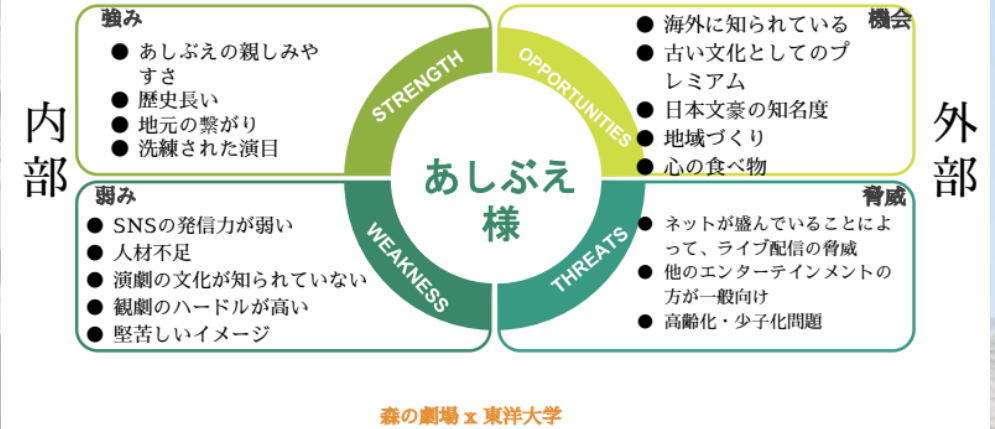 強み
● あしぶえの親しみや
すさ
● 歴史長い
● 地元の繋がり
● 洗練された演目
機会
● 海外に知られている
● 古い文化としてのプ
レミアム
● 日本文豪の知名度
● 地域づくり
● 心の食べ物
内部
外部
STRENGTH
OPPORTUNITIES
あしぶえ
様
WEAKNESS
THREATS
弱み
● SNSの発信力が弱い
● 人材不足
● 演劇の文化が知られていない
● 観劇のハードルが高い
● 堅苦しいイメージ
脅威
● ネットが盛んでいることによ
って、ライブ配信の脅威
● 他のエンターテインメントの
方が一般向け
● 高齢化・少子化問題
森の劇場 x 東洋大学